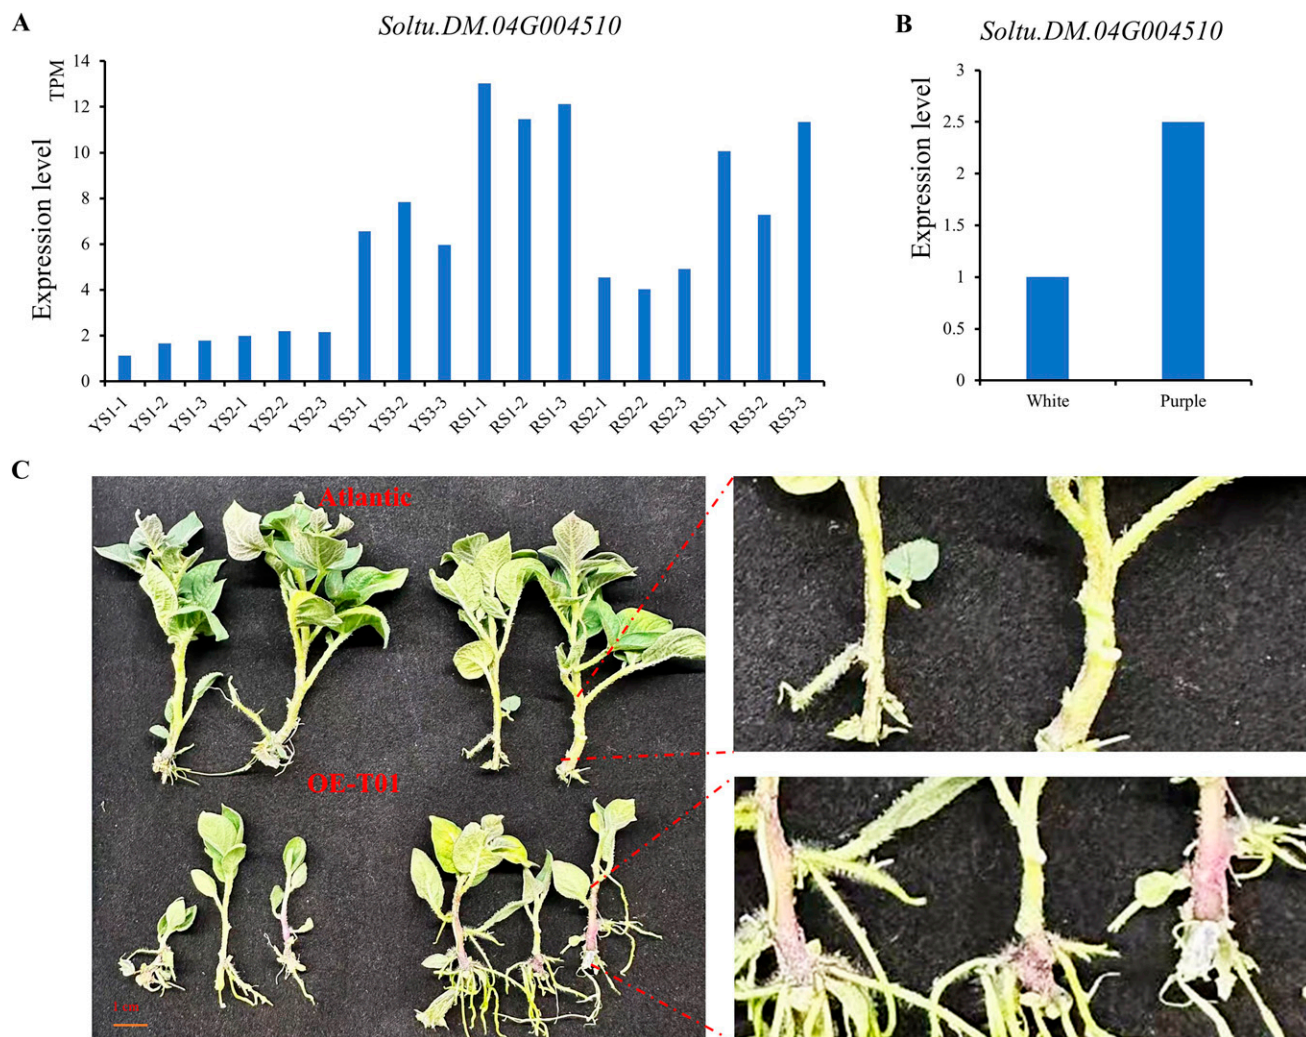 A
Soltu.DM.04G004510
TPM
Expression level
14
12
10
8
6
4
2
0
YS1-1
YS1-2
YS1-3
YS2-1
YS2-2
YS2-3
YS3-1
YS3-2
YS3-3
RS1-1
RS1-2
RS1-3
RS2-1
RS2-2
RS2-3
RS3-1
RS3-2
RS3-3
B
Soltu.DM.04G004510
Expression level
3
2.5
2
1.5
1
0.5
0
White
Purple
C
Atlantic
OE-T01